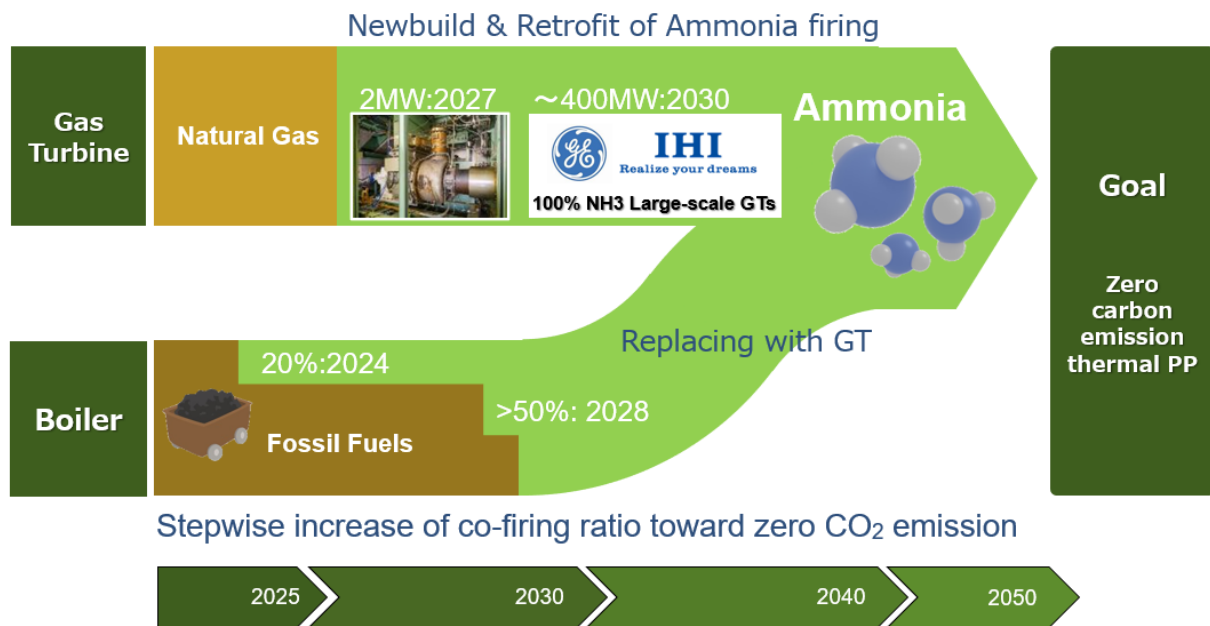 Newbuild & Retrofit of Ammonia firing
Gas
Turbine
Natural Gas
2MW:2027
～400MW:2030
GE
IHI
Realize your dreams
100% NH3 Large-scale GTs
Ammonia
Goal
Zero
carbon
emission
thermal PP
Replacing with GT
Boiler
20%:2024
>50%: 2028
Fossil Fuels
Stepwise increase of co-firing ratio toward zero CO₂ emission
2025
2030
2040
2050